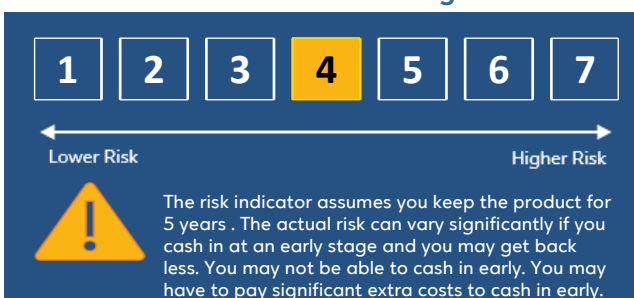 1 2 3 4 5 6 7
Lower Risk Higher Risk
The risk indicator assumes you keep the product for
5 years . The actual risk can vary significantly if you
cash in at an early stage and you may get back
less. You may not be able to cash in early. You may
have to pay significant extra costs to cash in early.